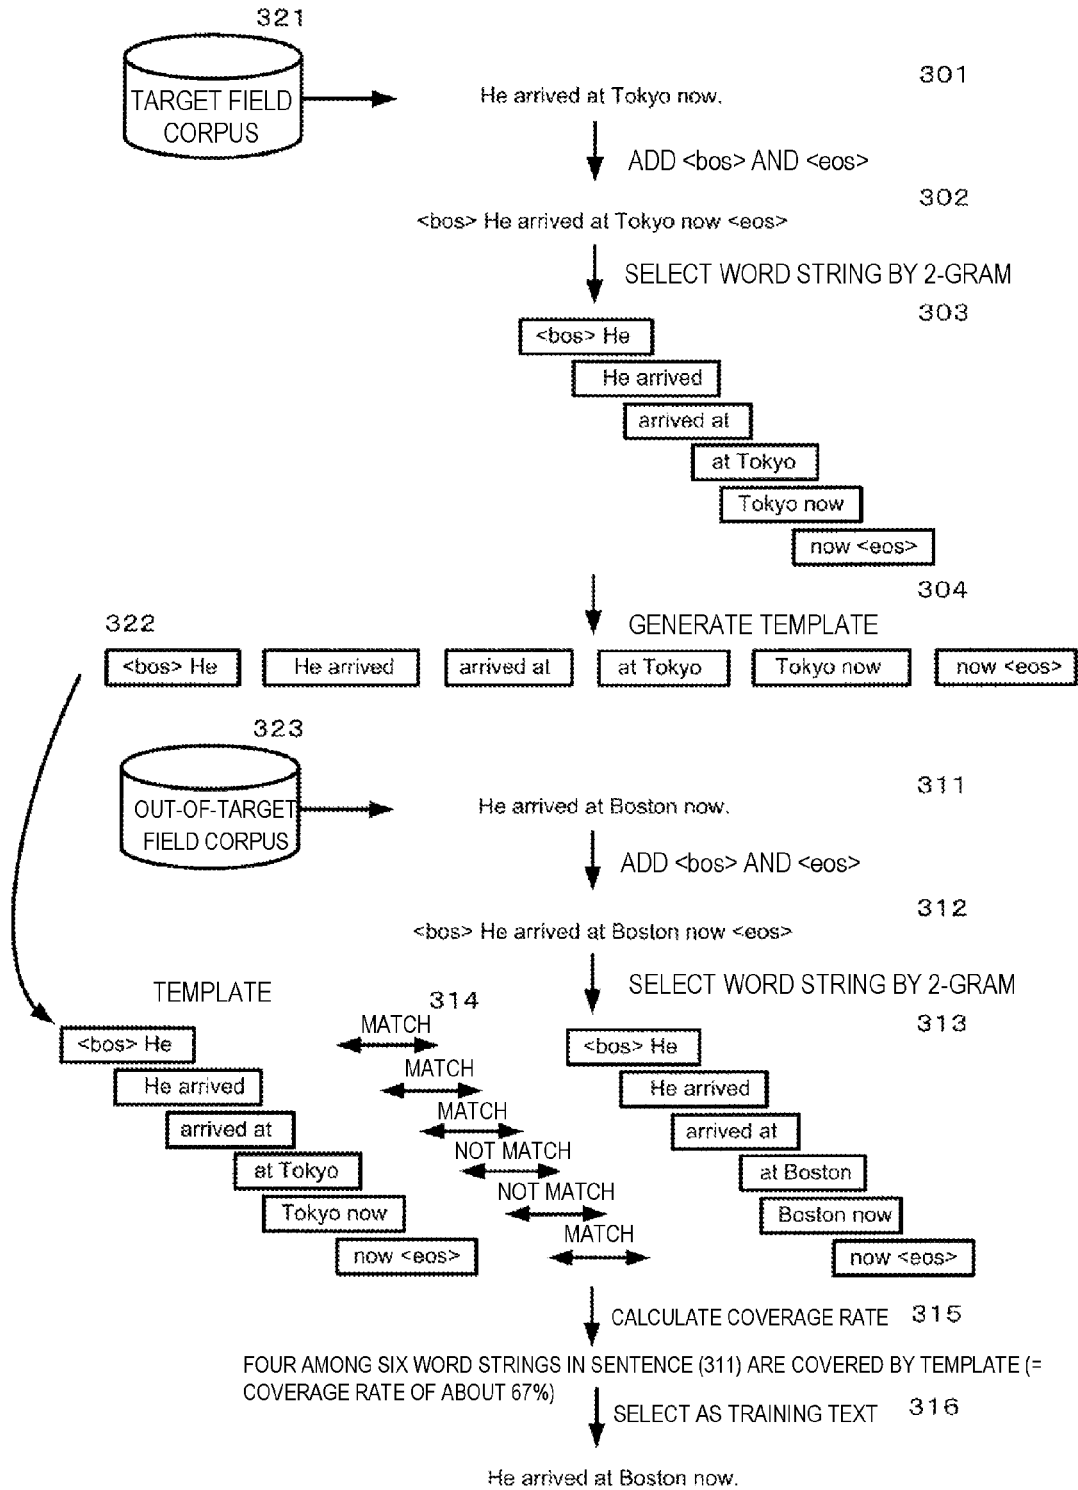 321
TARGET FIELD
CORPUS
301
He arrived at Tokyo now.
ADD <bos> AND <eos>
302
<bos> He arrived at Tokyo now <eos>
SELECT WORD STRING BY 2-GRAM
303
<bos> He
He arrived
arrived at
at Tokyo
Tokyo now
now <eos>
304
GENERATE TEMPLATE
322
<bos> He He arrived arrived at at Tokyo Tokyo now now <eos>
323
OUT-OF-TARGET
FIELD CORPUS
311
He arrived at Boston now.
ADD <bos> AND <eos>
312
<bos> He arrived at Boston now <eos>
SELECT WORD STRING BY 2-GRAM
TEMPLATE
314
313
<bos> He MATCH <bos> He
He arrived MATCH He arrived
arrived at MATCH arrived at
at Tokyo NOT MATCH at Boston
Tokyo now NOT MATCH Boston now
now <eos> MATCH now <eos>
CALCULATE COVERAGE RATE 315
FOUR AMONG SIX WORD STRINGS IN SENTENCE (311) ARE COVERED BY TEMPLATE (=
COVERAGE RATE OF ABOUT 67%)
SELECT AS TRAINING TEXT 316
He arrived at Boston now.